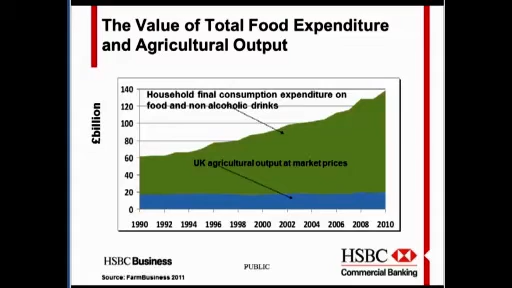 The Value of Total Food Expenditure
and Agricultural Output
£billion
140
120
100
80
60
40
20
0
Household final consumption expenditure on
food and non alcoholic drinks
UK agricultural output at market prices
1990 1992 1994 1996 1998 2000 2002 2004 2006 2008 2010
HSBC Business
PUBLIC
HSBC
Commercial Banking
Source: FarmBusiness 2011